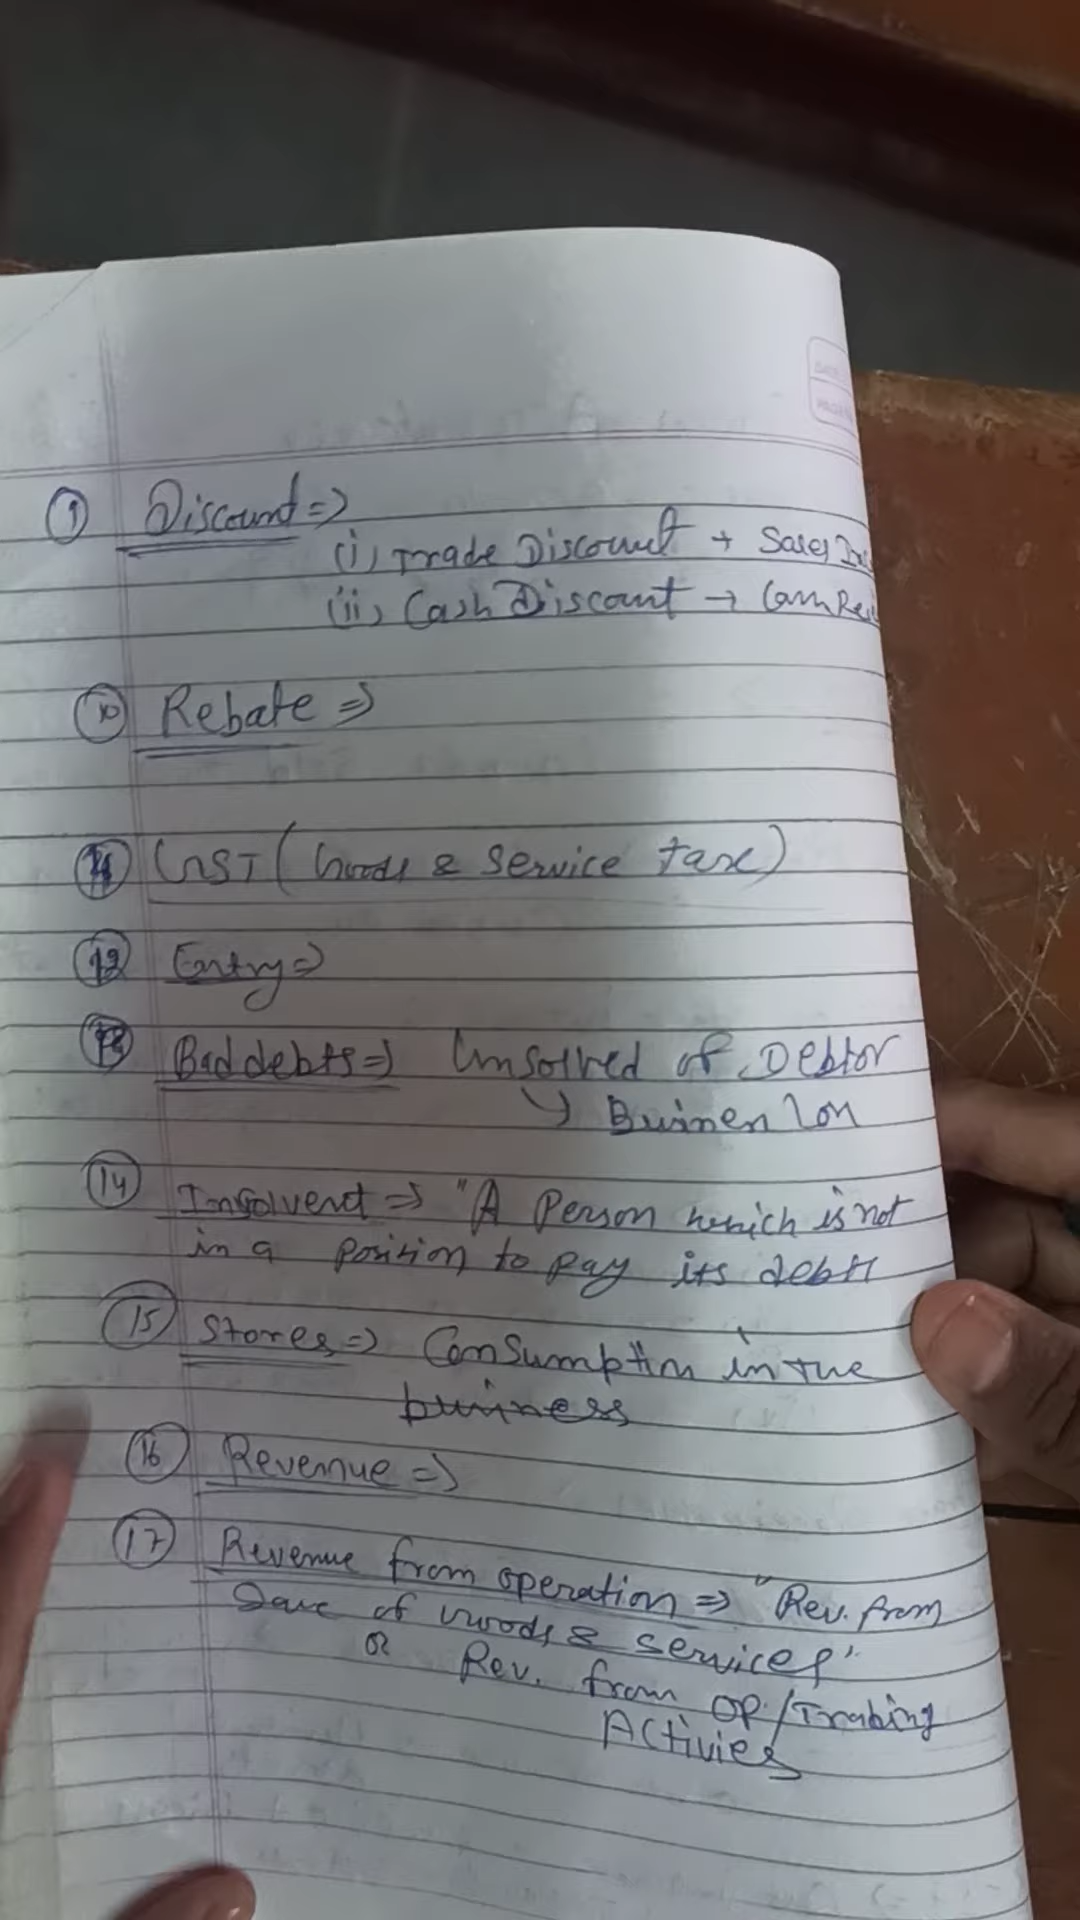 ① Discount =>
(i) Trade Discount → Sales
(ii) Cash Discount → Cash
⑩ Rebate =>
⑪ GST (Goods & Service Tax)
⑫ Entry =>
⑬ Bad debts => Unsolved of Debtor
↳ Business Loss
⑭ Insolvent => "A Person which is not
in a position to pay its debts
⑮ Stores => Consumption in the
business
⑯ Revenue =>
⑰ Revenue from operation => "Rev. from
Sale of Goods & services"
or Rev. from op./Trading
Activies